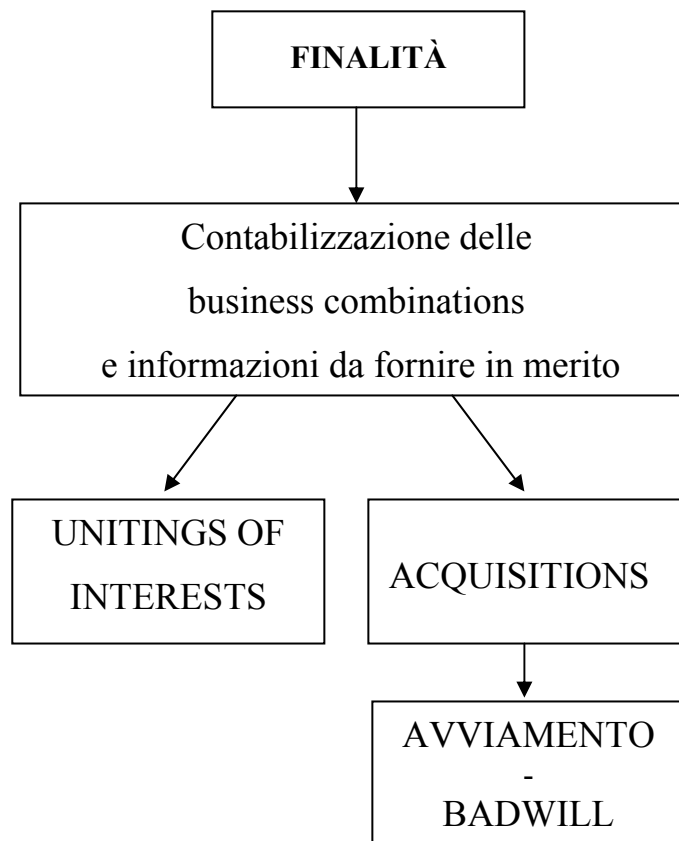 FINALITÀ
Contabilizzazione delle
business combinations
e informazioni da fornire in merito
UNITINGS OF
INTERESTS
ACQUISITIONS
AVVIAMENTO
-
BADWILL